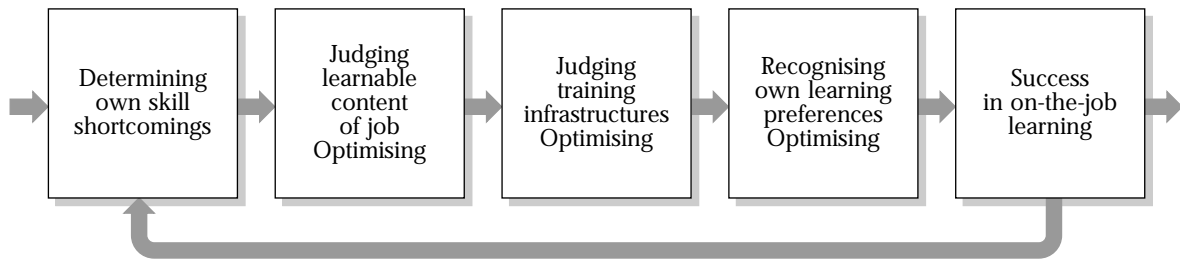 Determining
own skill
shortcomings
Judging
learnable
content
of job
Optimising
Judging
training
infrastructures
Optimising
Recognising
own learning
preferences
Optimising
Success
in on-the-job
learning